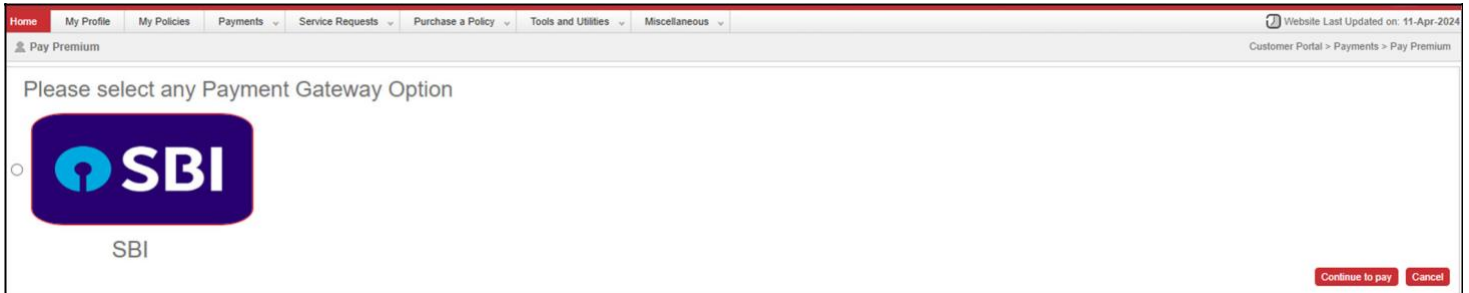 Home My Profile My Policies Payments Service Requests Purchase a Policy Tools and Utilities Miscellaneous Website Last Updated on: 11-Apr-2024
Pay Premium Customer Portal > Payments > Pay Premium
Please select any Payment Gateway Option
SBI
SBI
Continue to pay Cancel